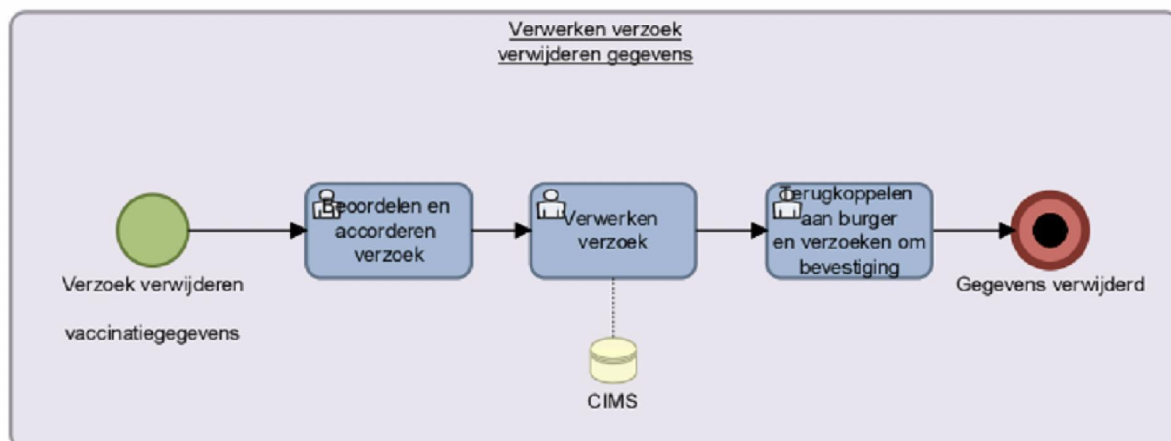 Verwerken verzoek
verwijderen gegevens
Verzoek verwijderen
vaccinatiegegevens
Beoordelen en
accorderen
verzoek
Verwerken
verzoek
CIMS
Terugkoppelen
aan burger
en verzoeken om
bevestiging
Gegevens verwijderd